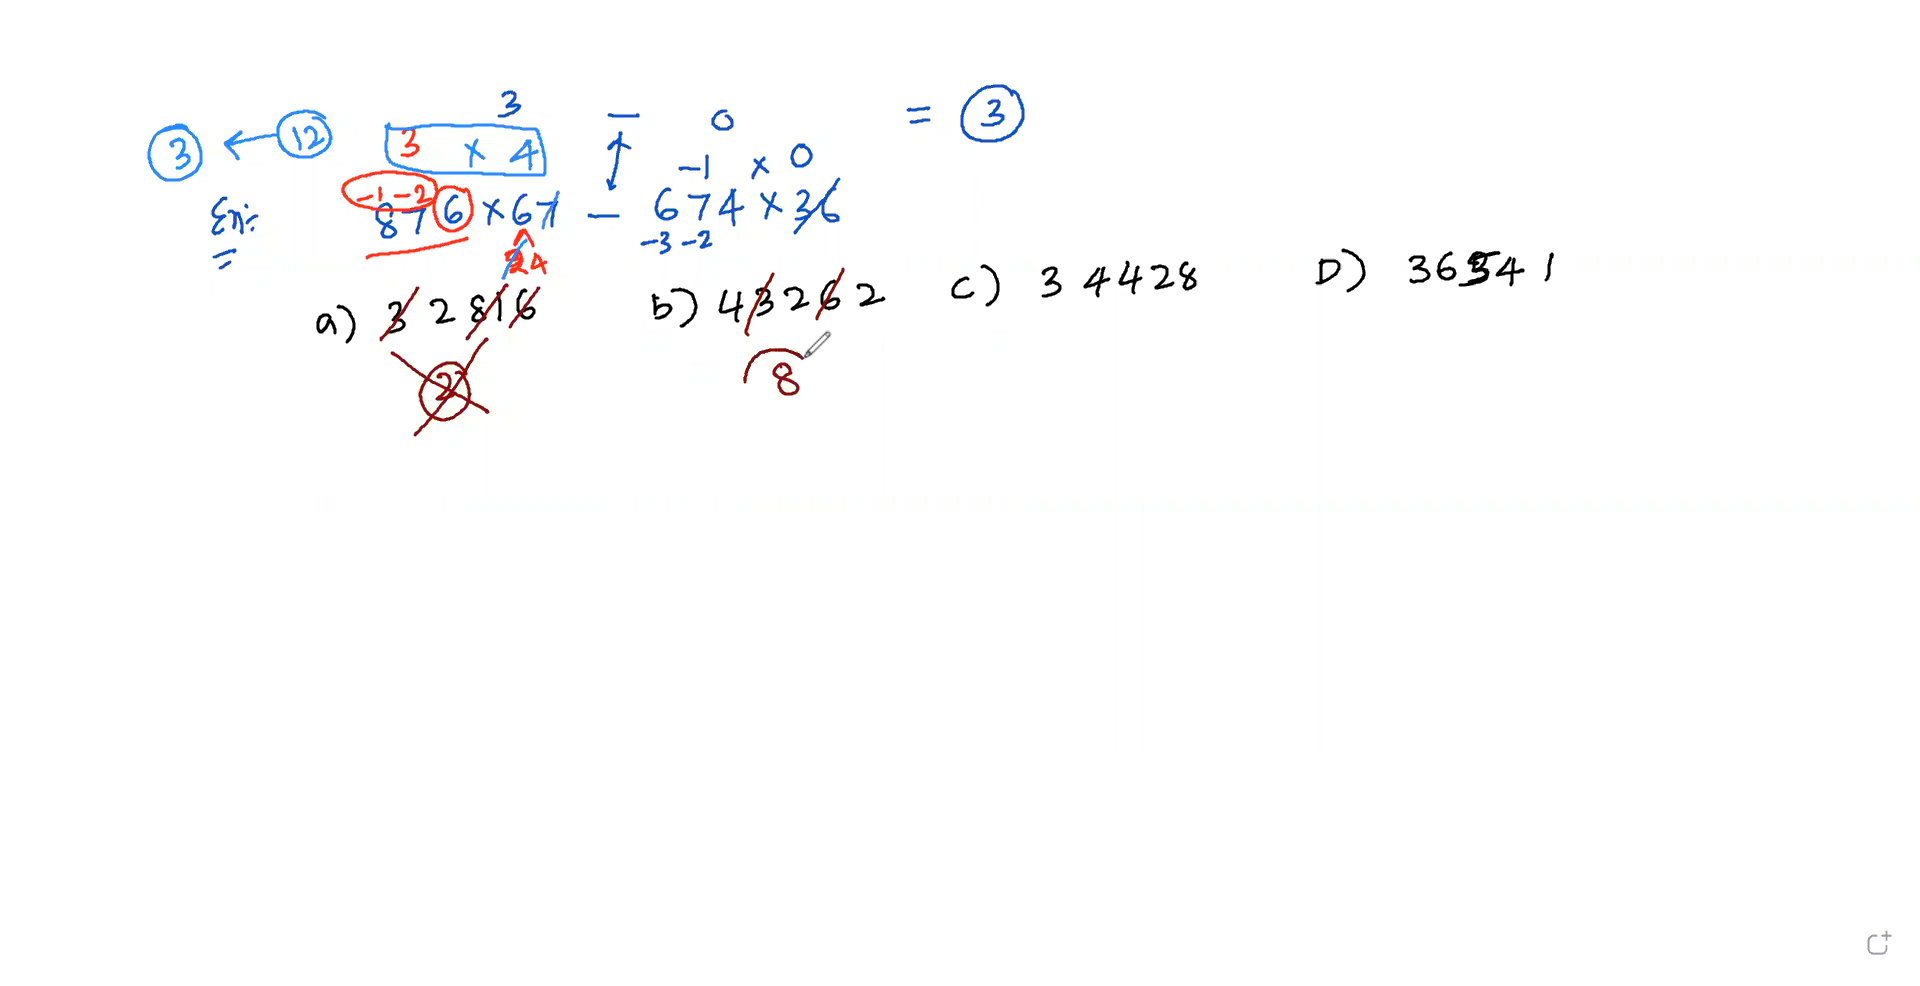 3 — 0 = 3
3 ← 12 3 × 4 -1 × 0
-1 -2
Ex:- 876 × 67 — 674 × 36
-3 -2
24
a) 32816 b) 43262 c) 34428 D) 36541
2 8